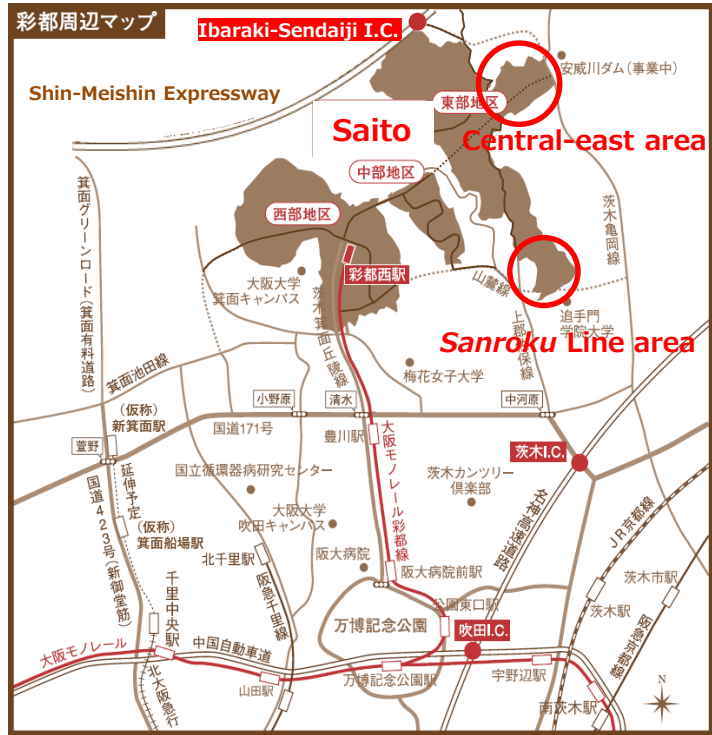 彩都周辺マップ
Ibaraki-Sendaiji I.C.
安威川ダム(事業中)
Shin-Meishin Expressway
東部地区
Saito
Central-east area
中部地区
箕面グリーンロード(箕面有料道路)
茨木亀岡線
西部地区
彩都西駅
大阪大学
箕面キャンパス
山麓線
追手門
学院大学
茨木箕面丘陵線
上郡大保線
Sanroku Line area
箕面池田線
梅花女子大学
小野原
清水
中河原
(仮称)
新箕面駅
国道171号
豊川駅
萱野
茨木I.C.
延伸予定
国立循環器病研究センター
大阪モノレール彩都線
茨木カンツリー
倶楽部
大阪大学
吹田キャンパス
名神高速道路
JR京都線
国道423号(新御堂筋)
(仮称)
箕面船場駅
北千里駅
阪大病院
阪大病院前駅
茨木市駅
千里中央駅
阪急千里線
公園東口駅
茨木駅
万博記念公園
吹田I.C.
阪急京都線
大阪モノレール
中国自動車道
北大阪急行
山田駅
万博記念公園駅
宇野辺駅
南茨木駅
N